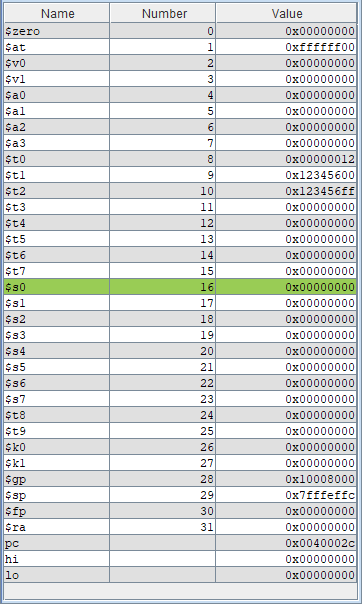 Name Number Value
$zero 0 0x00000000
$at 1 0xffffff00
$v0 2 0x00000000
$v1 3 0x00000000
$a0 4 0x00000000
$a1 5 0x00000000
$a2 6 0x00000000
$a3 7 0x00000000
$t0 8 0x00000012
$t1 9 0x12345600
$t2 10 0x123456ff
$t3 11 0x00000000
$t4 12 0x00000000
$t5 13 0x00000000
$t6 14 0x00000000
$t7 15 0x00000000
$s0 16 0x00000000
$s1 17 0x00000000
$s2 18 0x00000000
$s3 19 0x00000000
$s4 20 0x00000000
$s5 21 0x00000000
$s6 22 0x00000000
$s7 23 0x00000000
$t8 24 0x00000000
$t9 25 0x00000000
$k0 26 0x00000000
$k1 27 0x00000000
$gp 28 0x10008000
$sp 29 0x7fffeffc
$fp 30 0x00000000
$ra 31 0x00000000
pc 0x0040002c
hi 0x00000000
lo 0x00000000